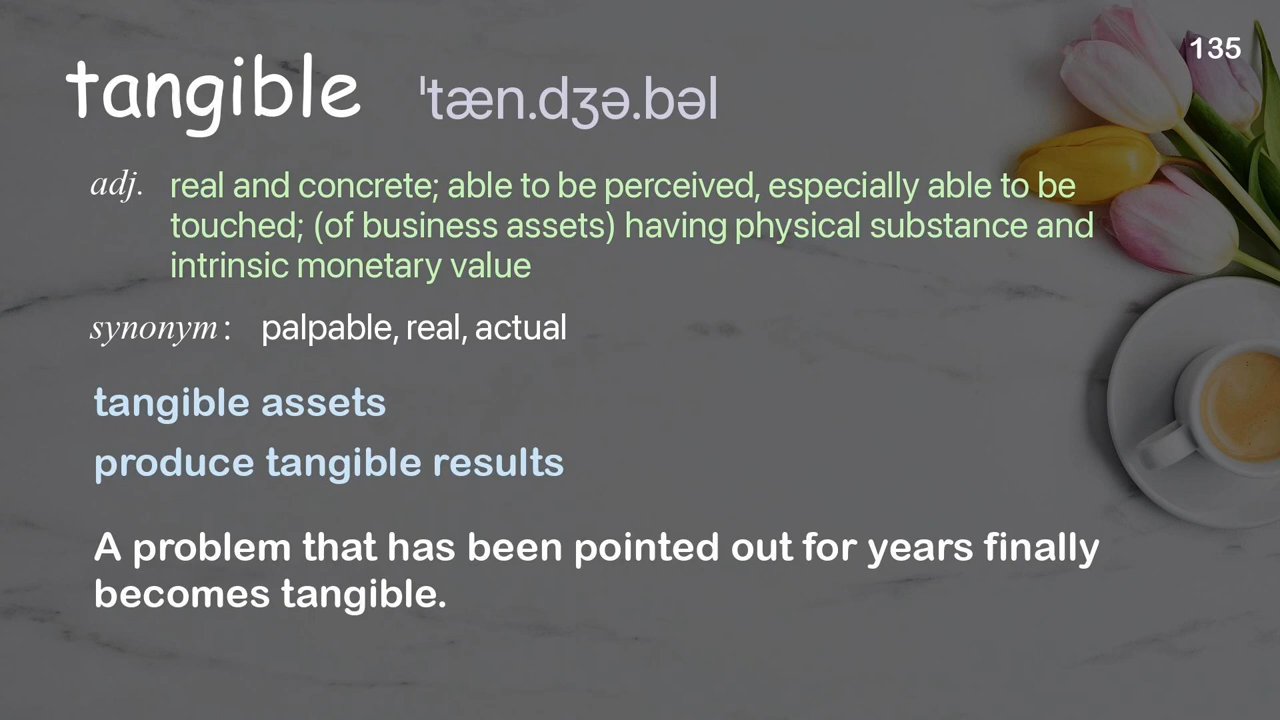 135
tangible ˈtæn.dʒə.bəl
adj. real and concrete; able to be perceived, especially able to be
touched; (of business assets) having physical substance and
intrinsic monetary value
synonym: palpable, real, actual
tangible assets
produce tangible results
A problem that has been pointed out for years finally
becomes tangible.